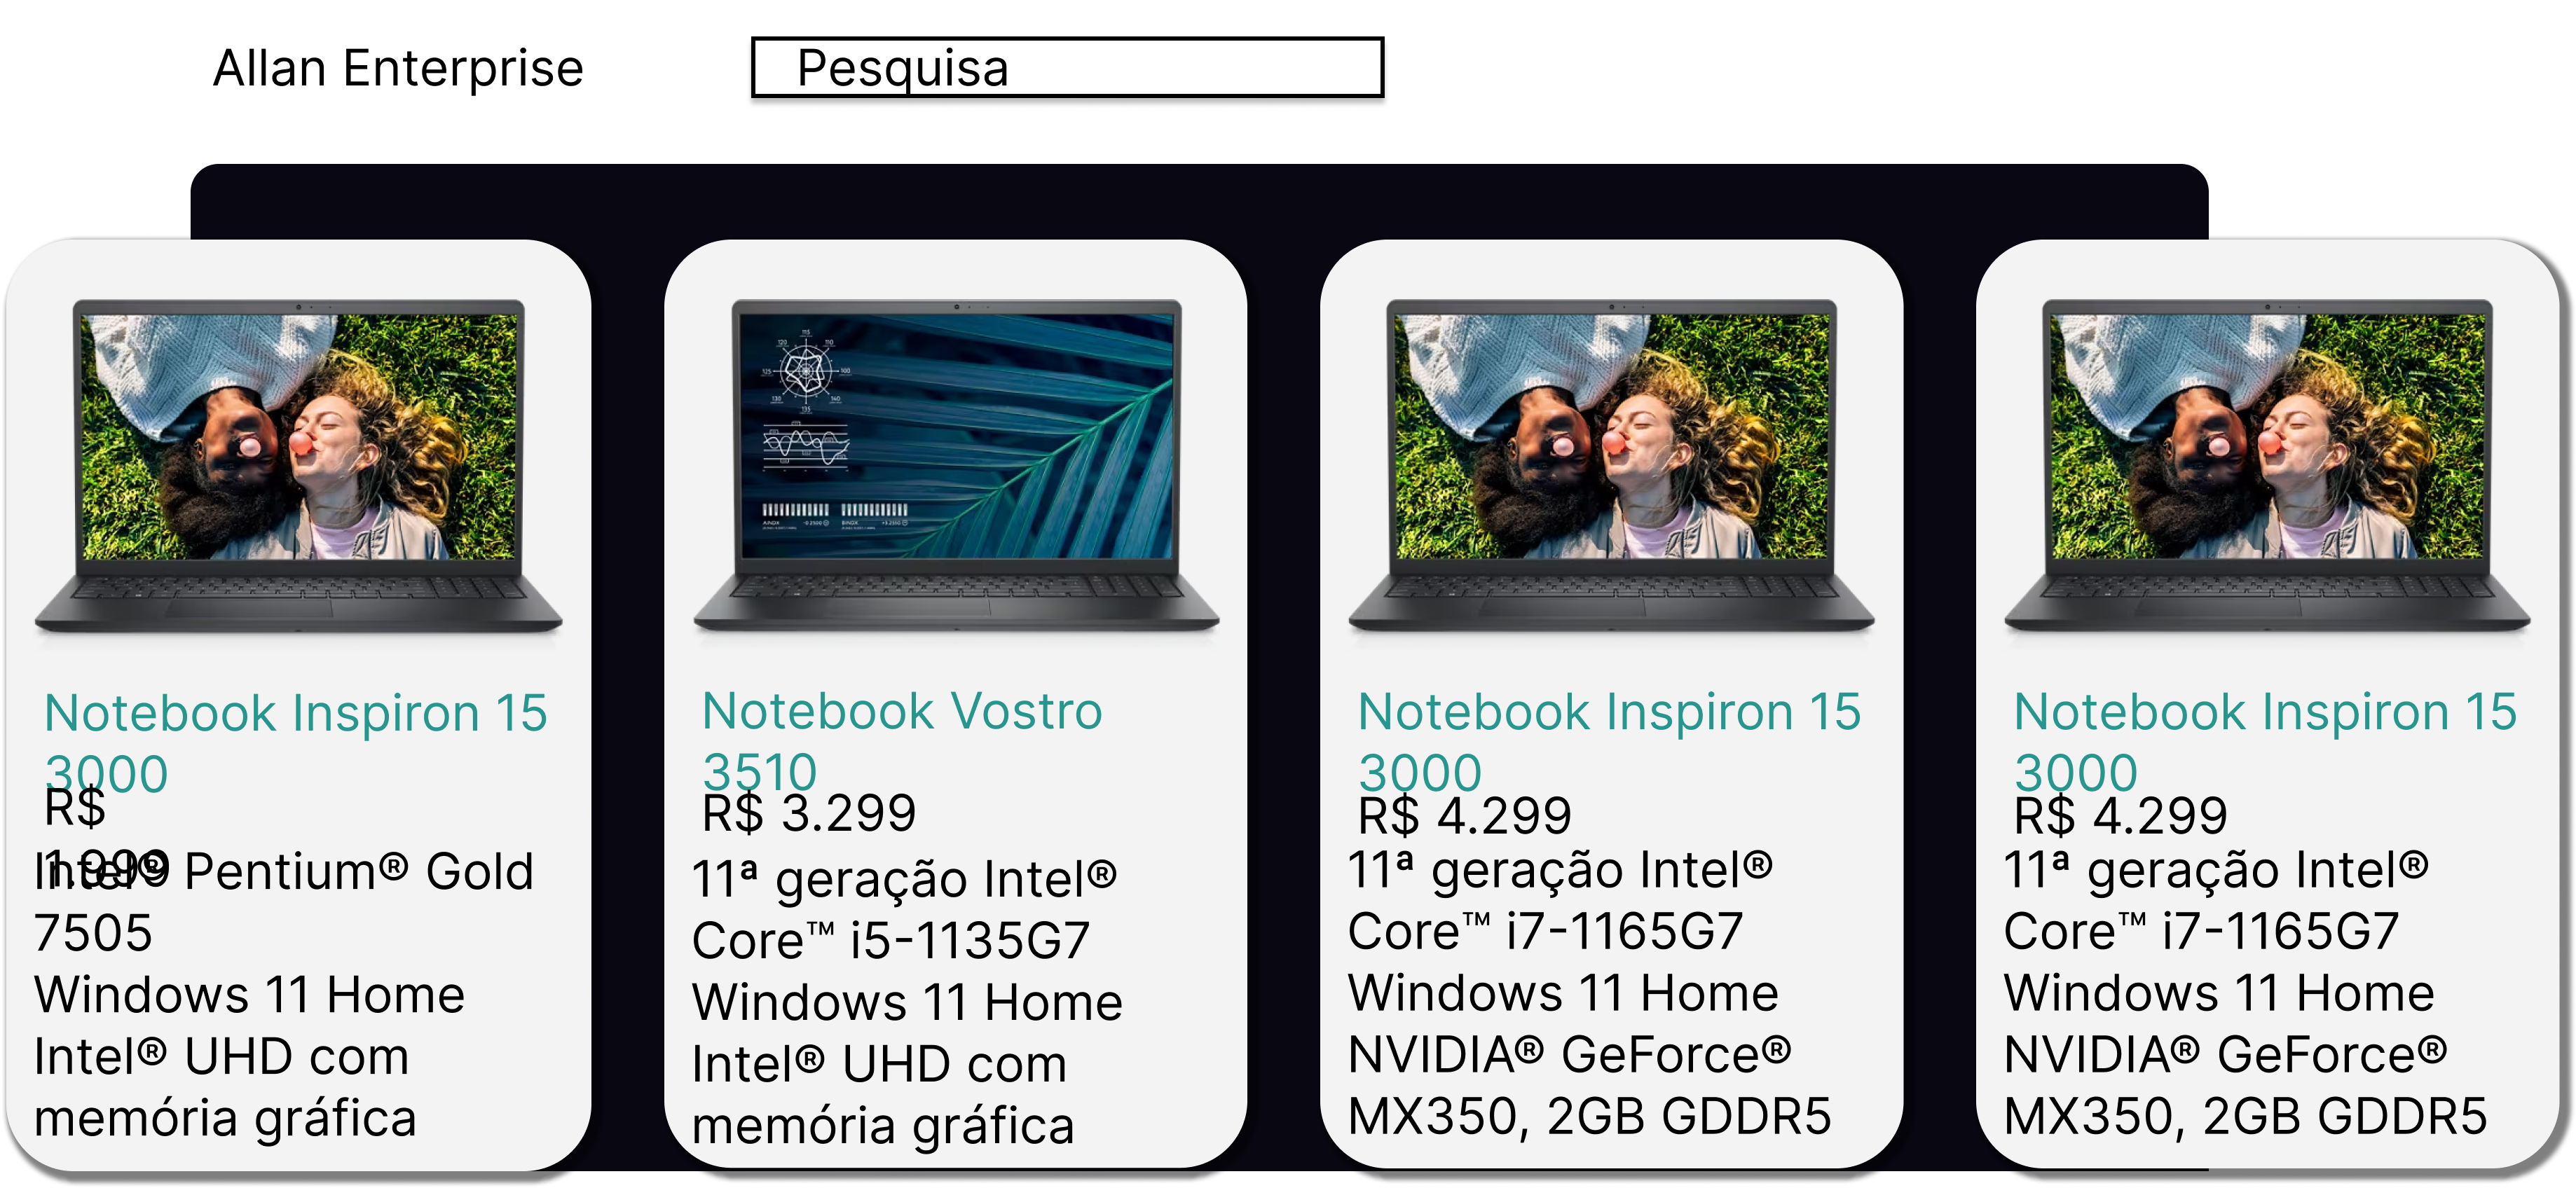 Allan Enterprise
Pesquisa
Notebook Inspiron 15
3000
R$
1.999
Intel® Pentium® Gold
7505
Windows 11 Home
Intel® UHD com
memória gráfica
Notebook Vostro
3510
R$ 3.299
11ª geração Intel®
Core™ i5-1135G7
Windows 11 Home
Intel® UHD com
memória gráfica
Notebook Inspiron 15
3000
R$ 4.299
11ª geração Intel®
Core™ i7-1165G7
Windows 11 Home
NVIDIA® GeForce®
MX350, 2GB GDDR5
Notebook Inspiron 15
3000
R$ 4.299
11ª geração Intel®
Core™ i7-1165G7
Windows 11 Home
NVIDIA® GeForce®
MX350, 2GB GDDR5